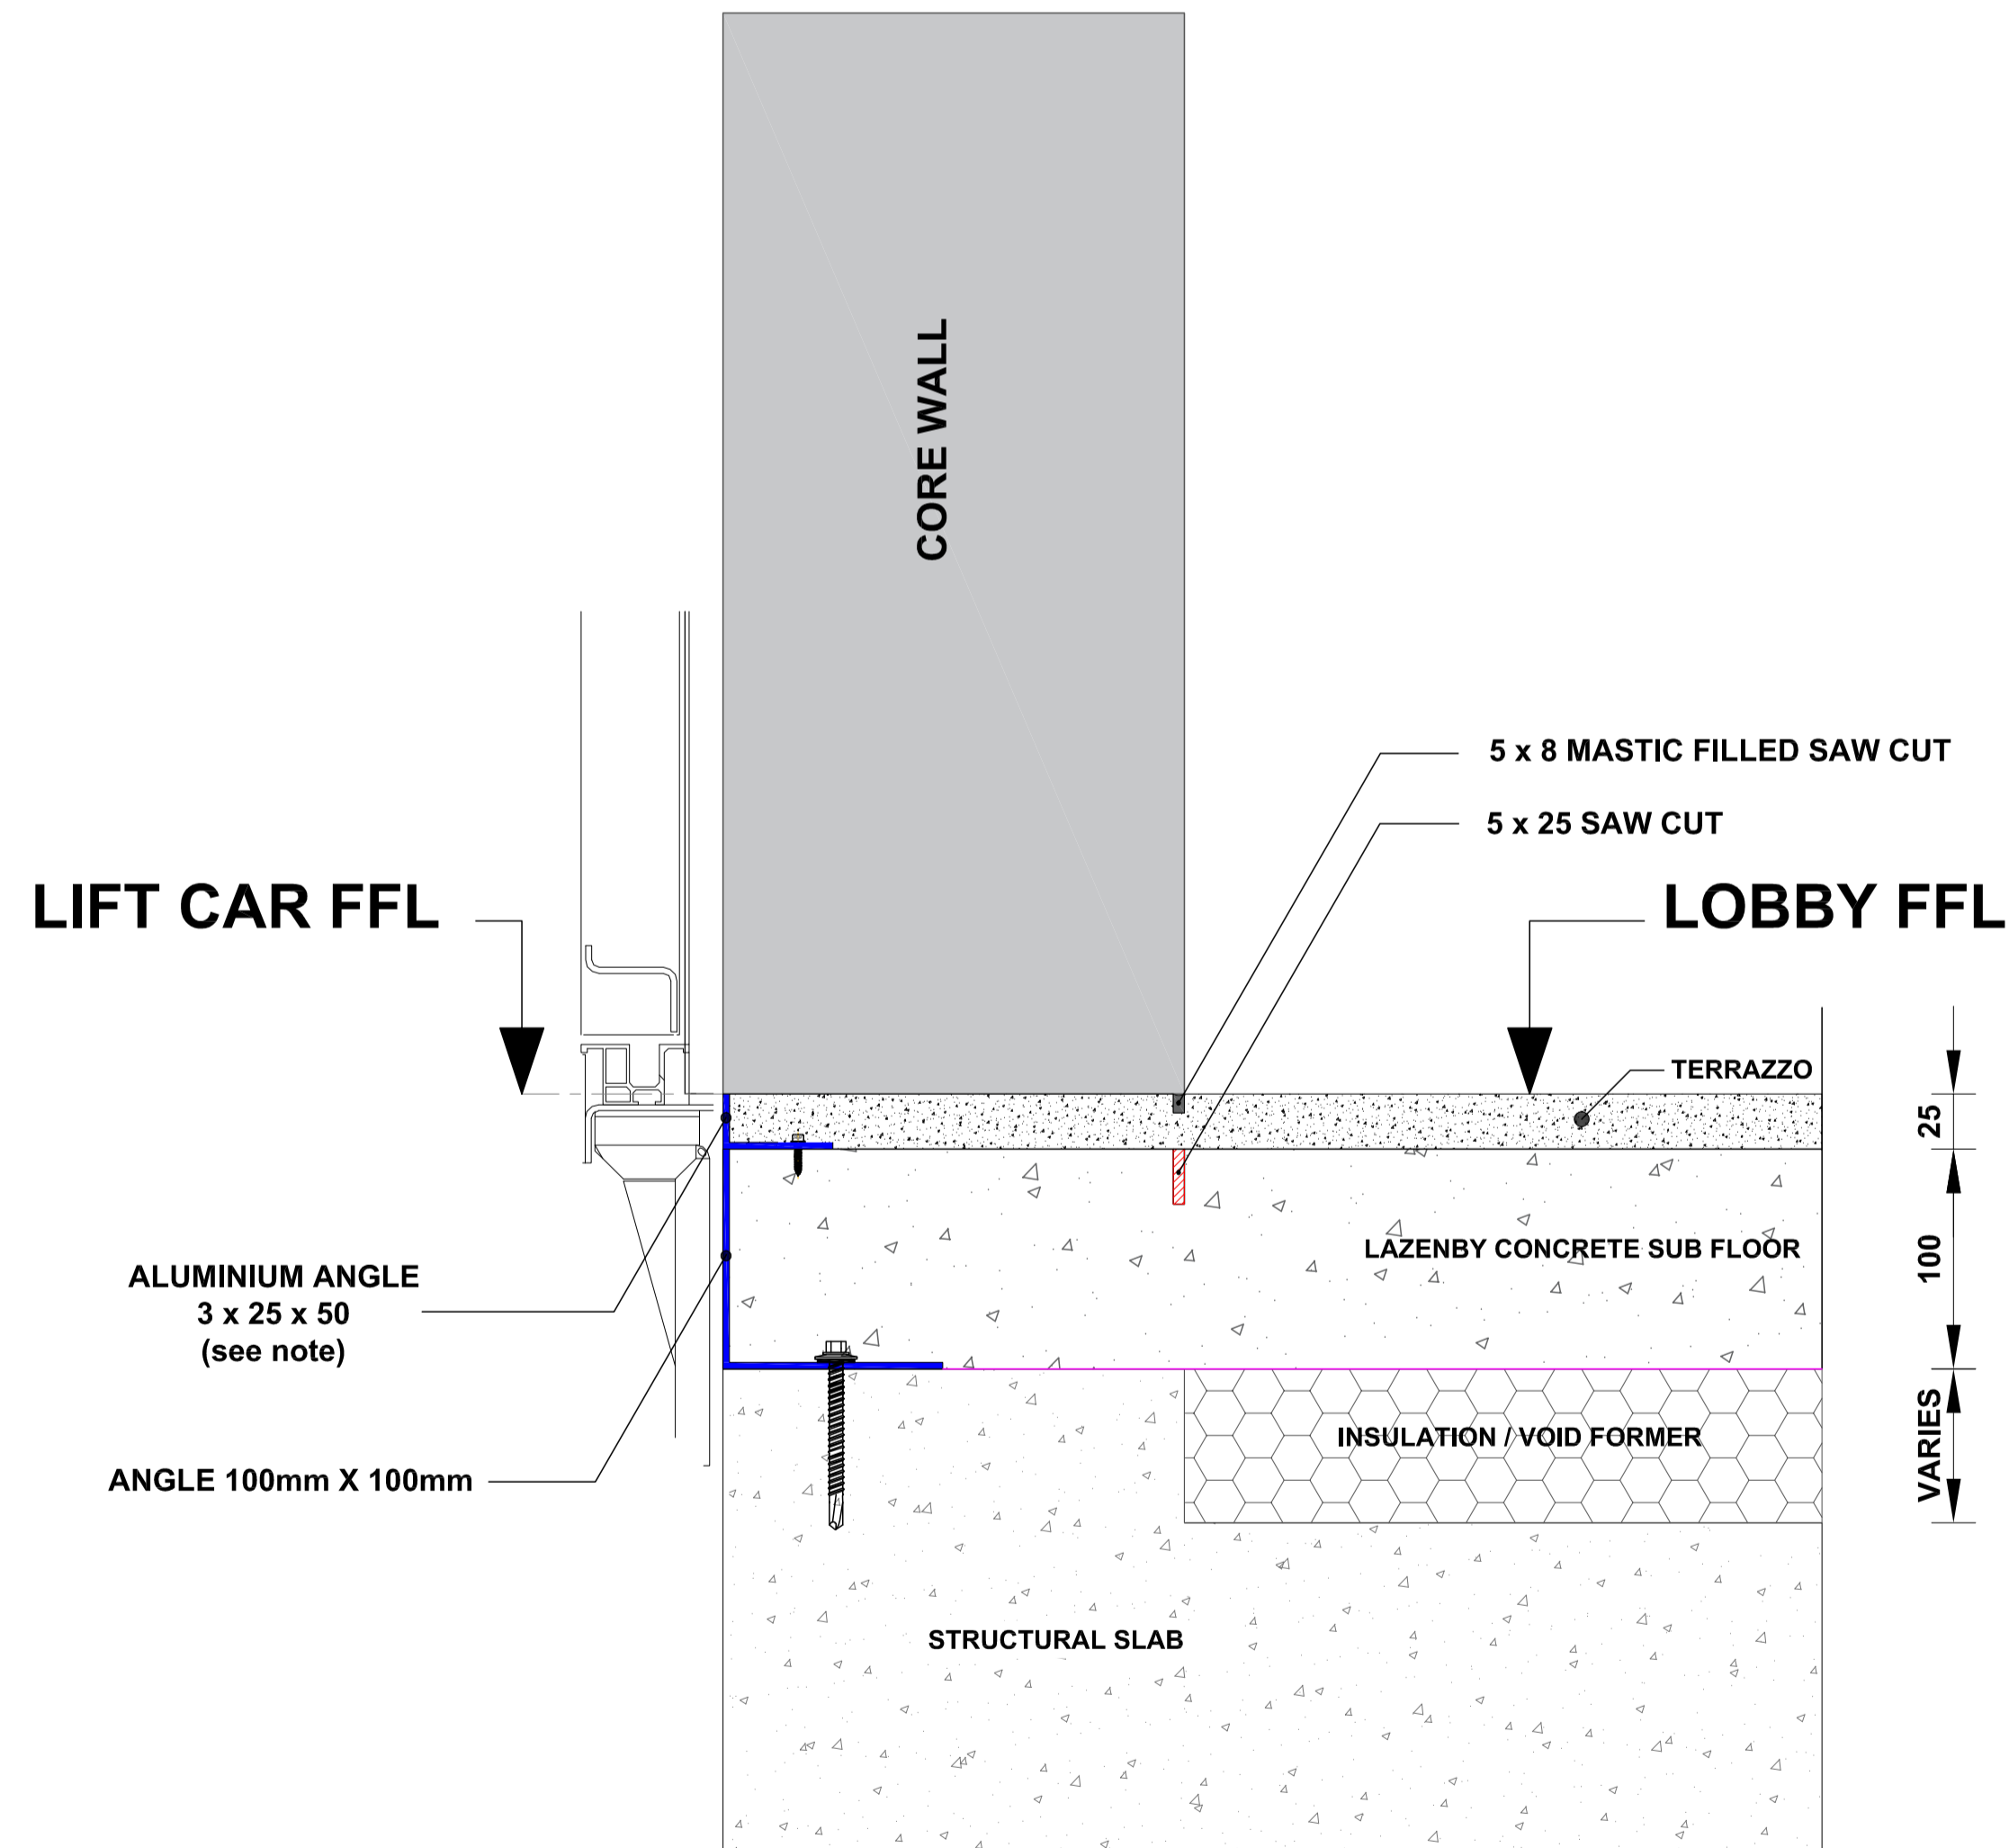 CORE WALL
5 x 8 MASTIC FILLED SAW CUT
5 x 25 SAW CUT
LIFT CAR FFL
LOBBY FFL
TERRAZZO
25
LAZENBY CONCRETE SUB FLOOR
100
ALUMINIUM ANGLE
3 x 25 x 50
(see note)
INSULATION / VOID FORMER
VARIES
ANGLE 100mm X 100mm
STRUCTURAL SLAB